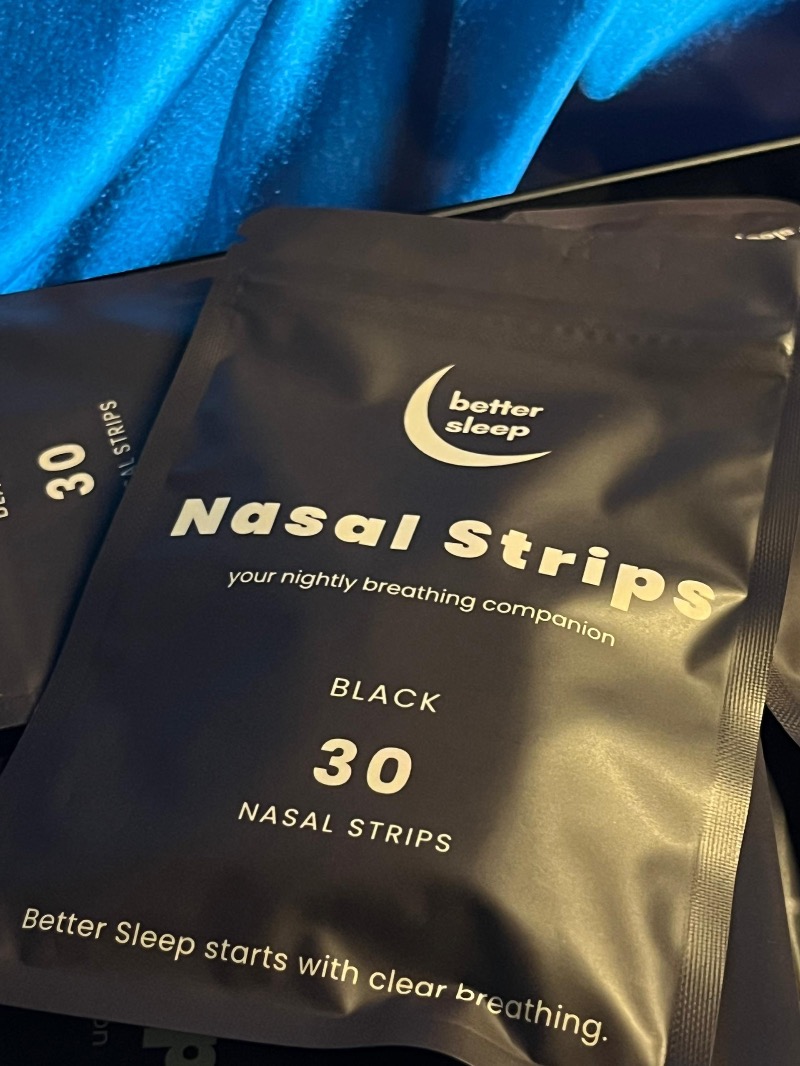 better
sleep
Nasal Strips
your nightly breathing companion
BLACK
30
NASAL STRIPS
Better Sleep starts with clear breathing.
30
STRIPS